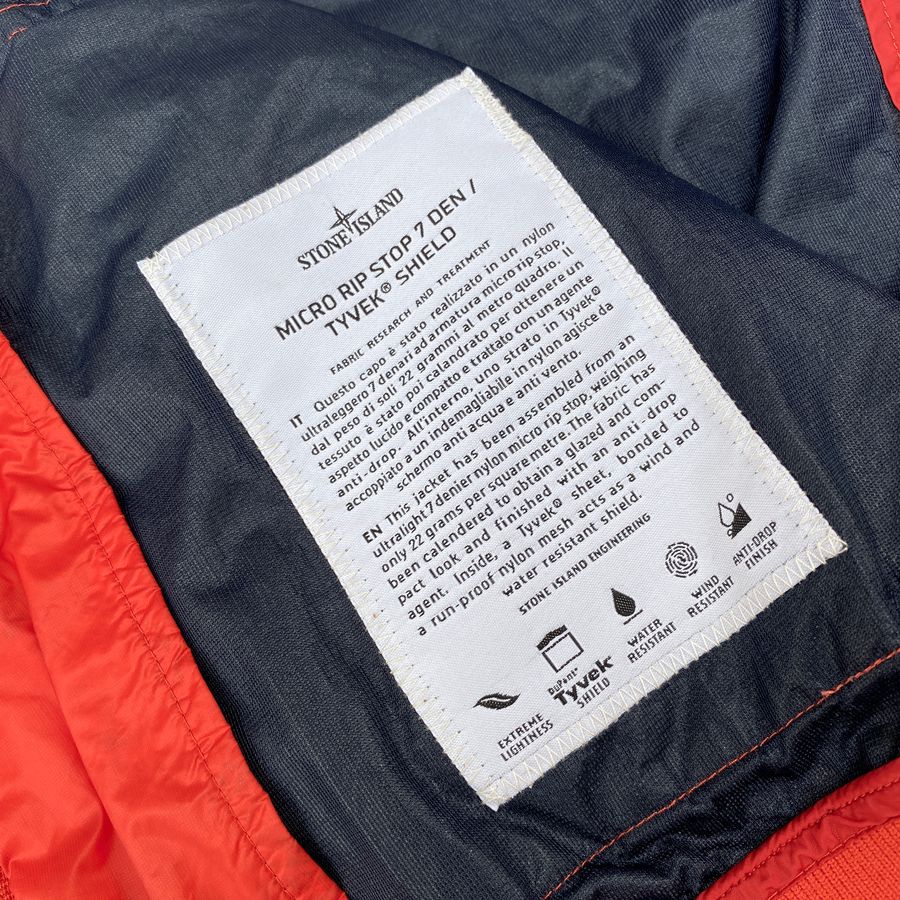 STONE ISLAND
MICRO RIP STOP 7 DEN /
TYVEK® SHIELD
FABRIC RESEARCH AND TREATMENT
IT Questo capo è stato realizzato in un nylon
ultraleggero 7 denari ad armatura micro rip stop,
dal peso di soli 22 grammi al metro quadro. Il
tessuto è stato poi calandrato per ottenere un
aspetto lucido e compatto e trattato con un agente
anti-drop. All'interno, uno strato in Tyvek®
accoppiato a un indemagliabile in nylon agisce da
schermo anti acqua e anti vento.
EN This jacket has been assembled from an
ultralight 7 denier nylon micro rip stop, weighing
only 22 grams per square metre. The fabric has
been calendered to obtain a glazed and com-
pact look and finished with an anti-drop
agent. Inside, a Tyvek® sheet, bonded to
a run-proof nylon mesh acts as a wind and
water resistant shield.
STONE ISLAND ENGINEERING
EXTREME
LIGHTNESS
DuPont™
Tyvek
SHIELD
WATER
RESISTANT
WIND
RESISTANT
ANTI-DROP
FINISH